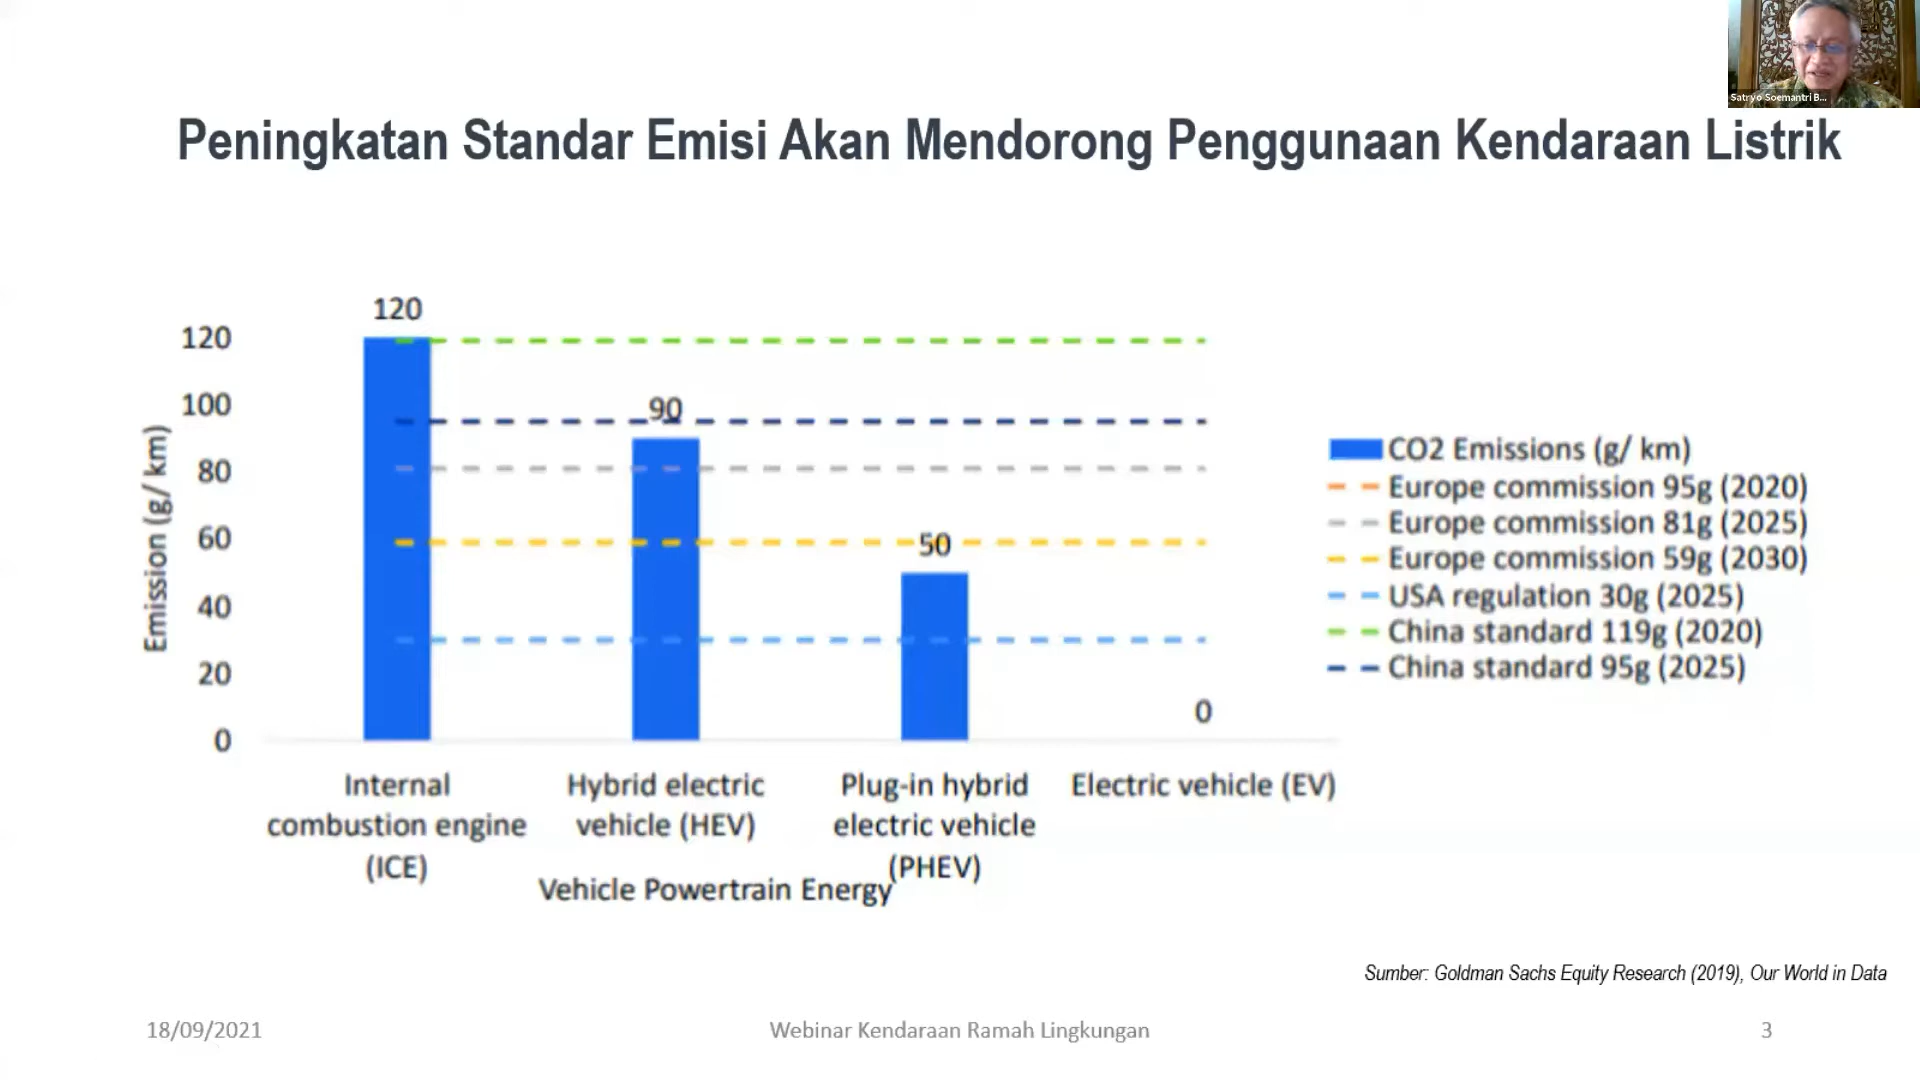 Satryo Soemantri B...
Peningkatan Standar Emisi Akan Mendorong Penggunaan Kendaraan Listrik
120
120
100
80
60
40
20
0
Emission (g/ km)
90
50
0
Internal
combustion engine
(ICE)
Hybrid electric
vehicle (HEV)
Plug-in hybrid
electric vehicle
(PHEV)
Electric vehicle (EV)
Vehicle Powertrain Energy
CO2 Emissions (g/ km)
Europe commission 95g (2020)
Europe commission 81g (2025)
Europe commission 59g (2030)
USA regulation 30g (2025)
China standard 119g (2020)
China standard 95g (2025)
Sumber: Goldman Sachs Equity Research (2019), Our World in Data
18/09/2021
Webinar Kendaraan Ramah Lingkungan
3